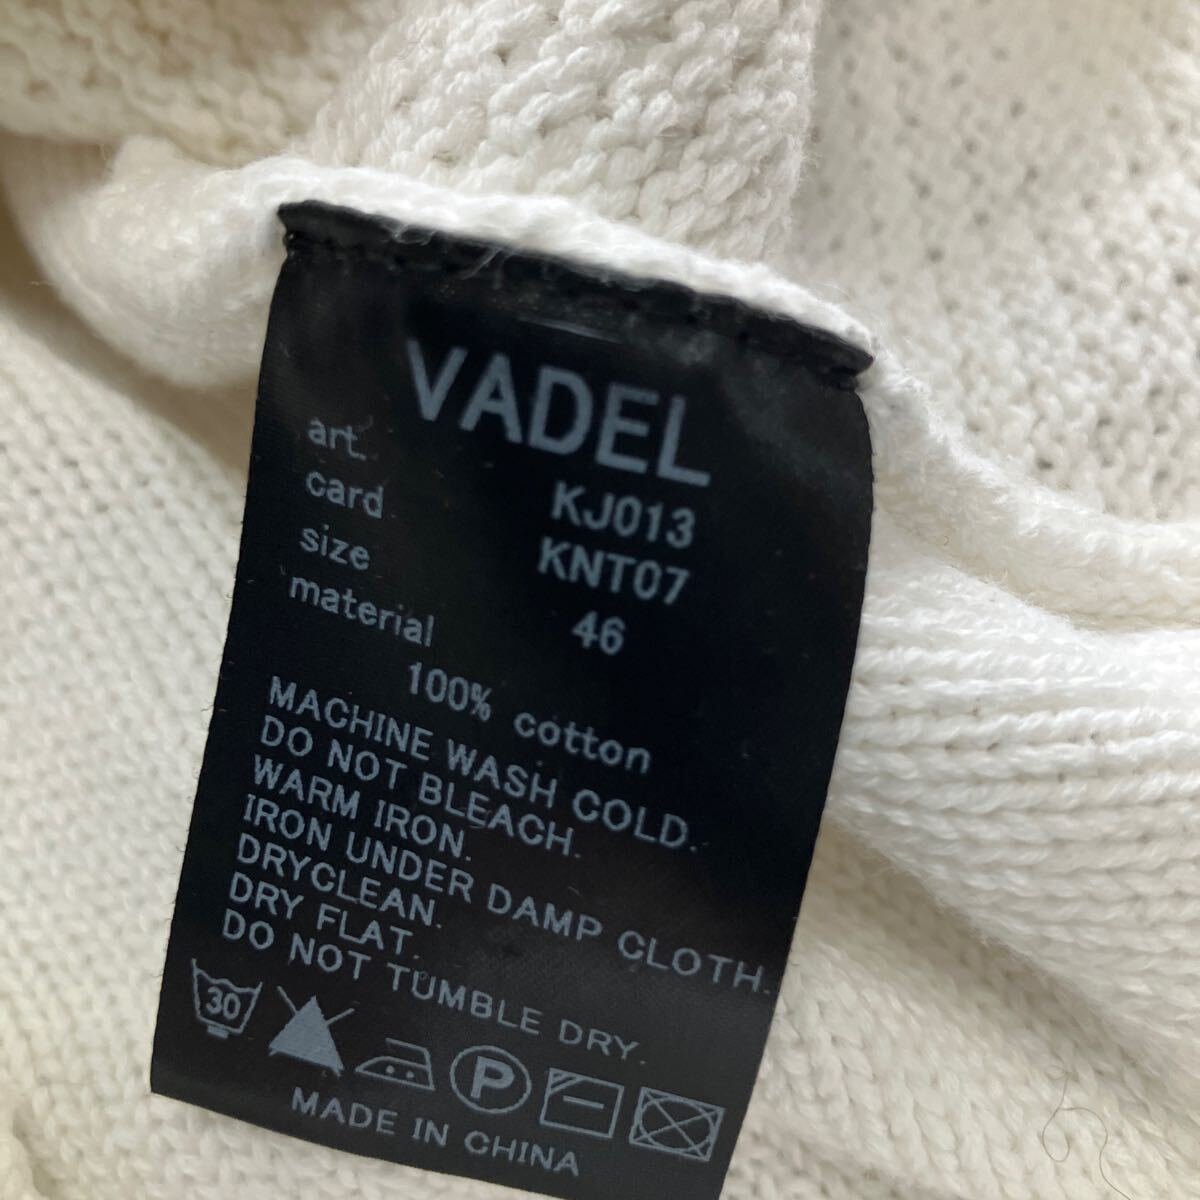 VADEL
art. KJ013
card KNT07
size 46
material
100% cotton
MACHINE WASH COLD.
DO NOT BLEACH.
WARM IRON.
IRON UNDER DAMP CLOTH.
DRYCLEAN.
DRY FLAT.
DO NOT TUMBLE DRY.
30
P
MADE IN CHINA